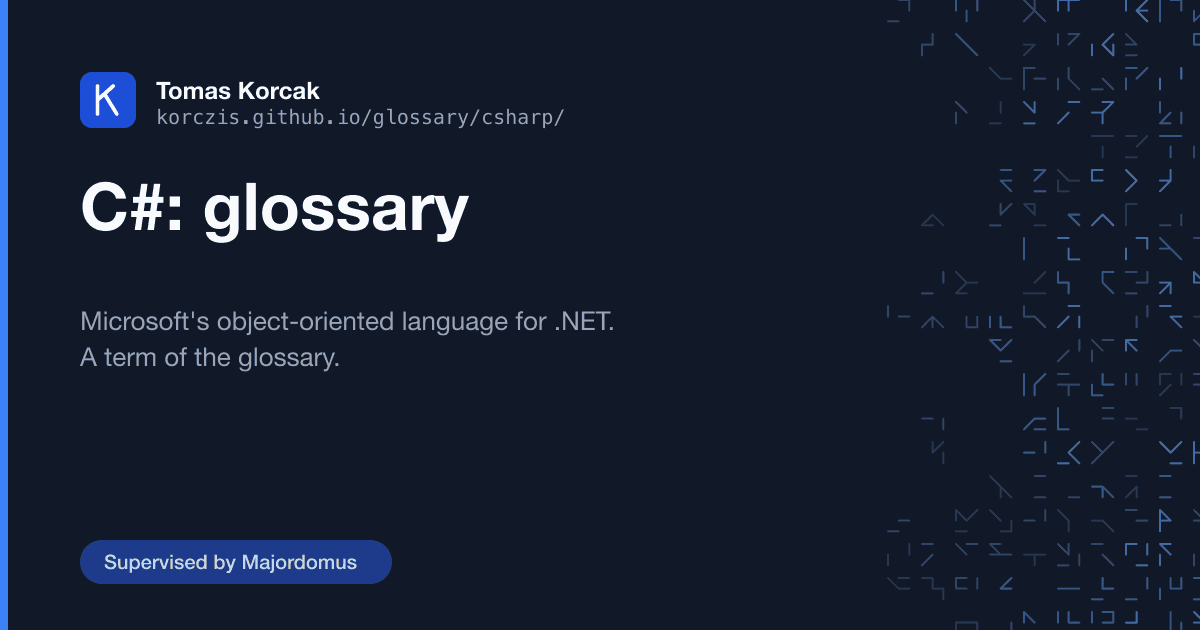 K
Tomas Korcak
korczis.github.io/glossary/csharp/
C#: glossary
Microsoft's object-oriented language for .NET.
A term of the glossary.
Supervised by Majordomus